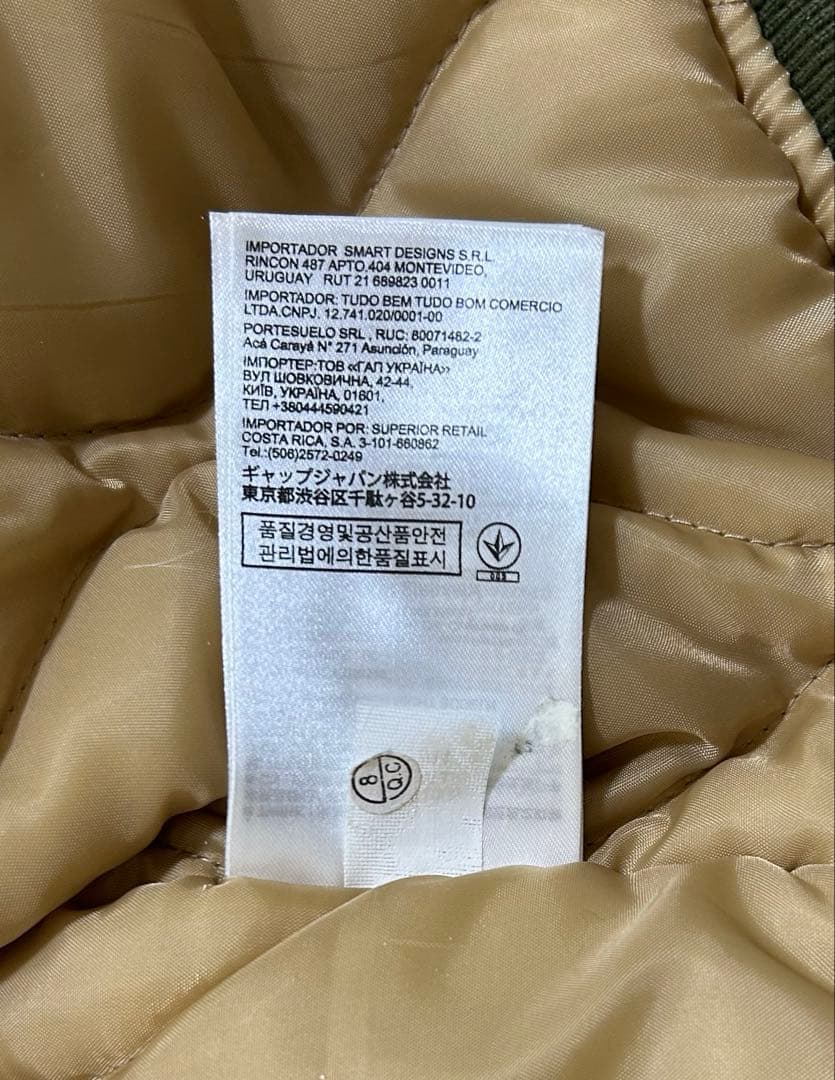 IMPORTADOR SMART DESIGNS S.R.L.
RINCON 487 APTO.404 MONTEVIDEO,
URUGUAY RUT 21 689823 0011
IMPORTADOR: TUDO BEM TUDO BOM COMERCIO
LTDA.CNPJ. 12.741.020/0001-00
PORTESUELO SRL , RUC: 80071482-2
Acá Carayá N° 271 Asunción, Paraguay
ІМПОРТЕР:ТОВ «ГАП УКРАЇНА»
ВУЛ ШОВКОВИЧНА, 42-44,
КИЇВ, УКРАЇНА, 01601,
ТЕЛ +380444590421
IMPORTADO POR: SUPERIOR RETAIL
COSTA RICA, S.A. 3-101-660862
Tel.:(506)2572-0249
ギャップジャパン株式会社
東京都渋谷区千駄ヶ谷5-32-10
품질경영및공산품안전
관리법에의한품질표시
043
8
Q.C